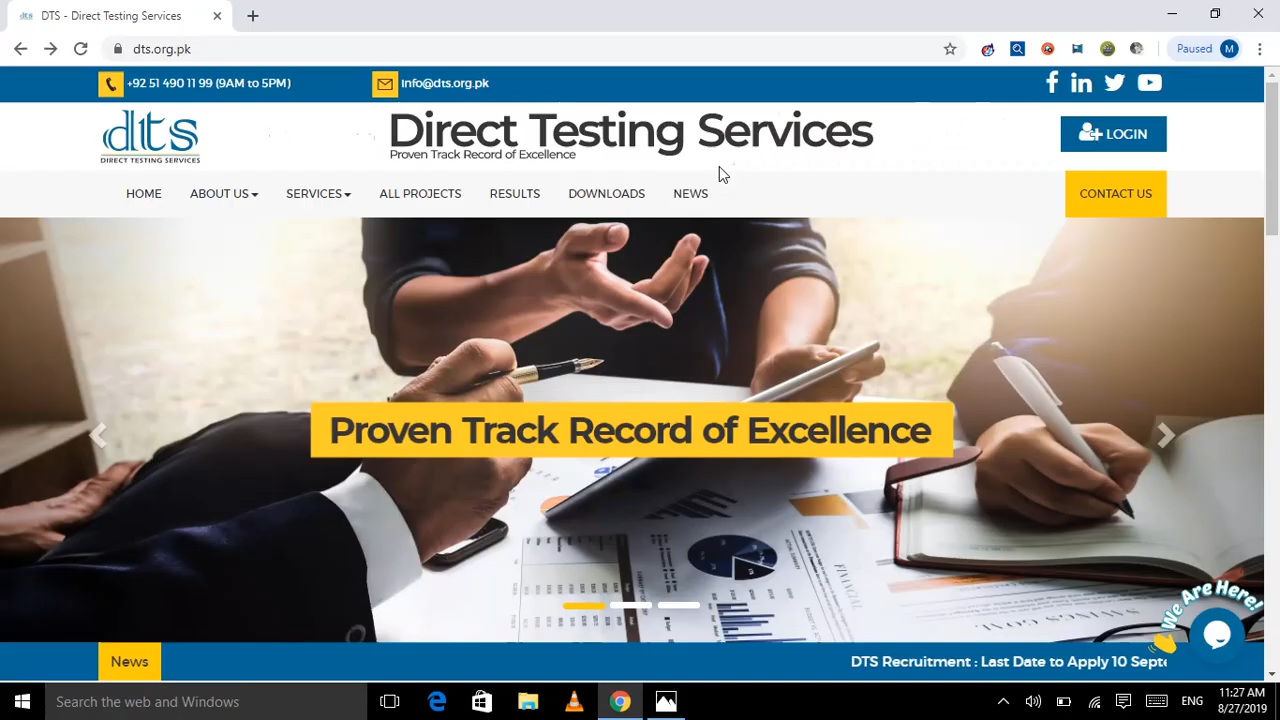 DTS - Direct Testing Services
dts.org.pk
Paused M
+92 51 490 11 99 (9AM to 5PM)
info@dts.org.pk
dts
DIRECT TESTING SERVICES
Direct Testing Services
Proven Track Record of Excellence
LOGIN
HOME ABOUT US SERVICES ALL PROJECTS RESULTS DOWNLOADS NEWS CONTACT US
Proven Track Record of Excellence
We Are Here!
News
DTS Recruitment : Last Date to Apply 10 Septe
Search the web and Windows
ENG
11:27 AM
8/27/2019